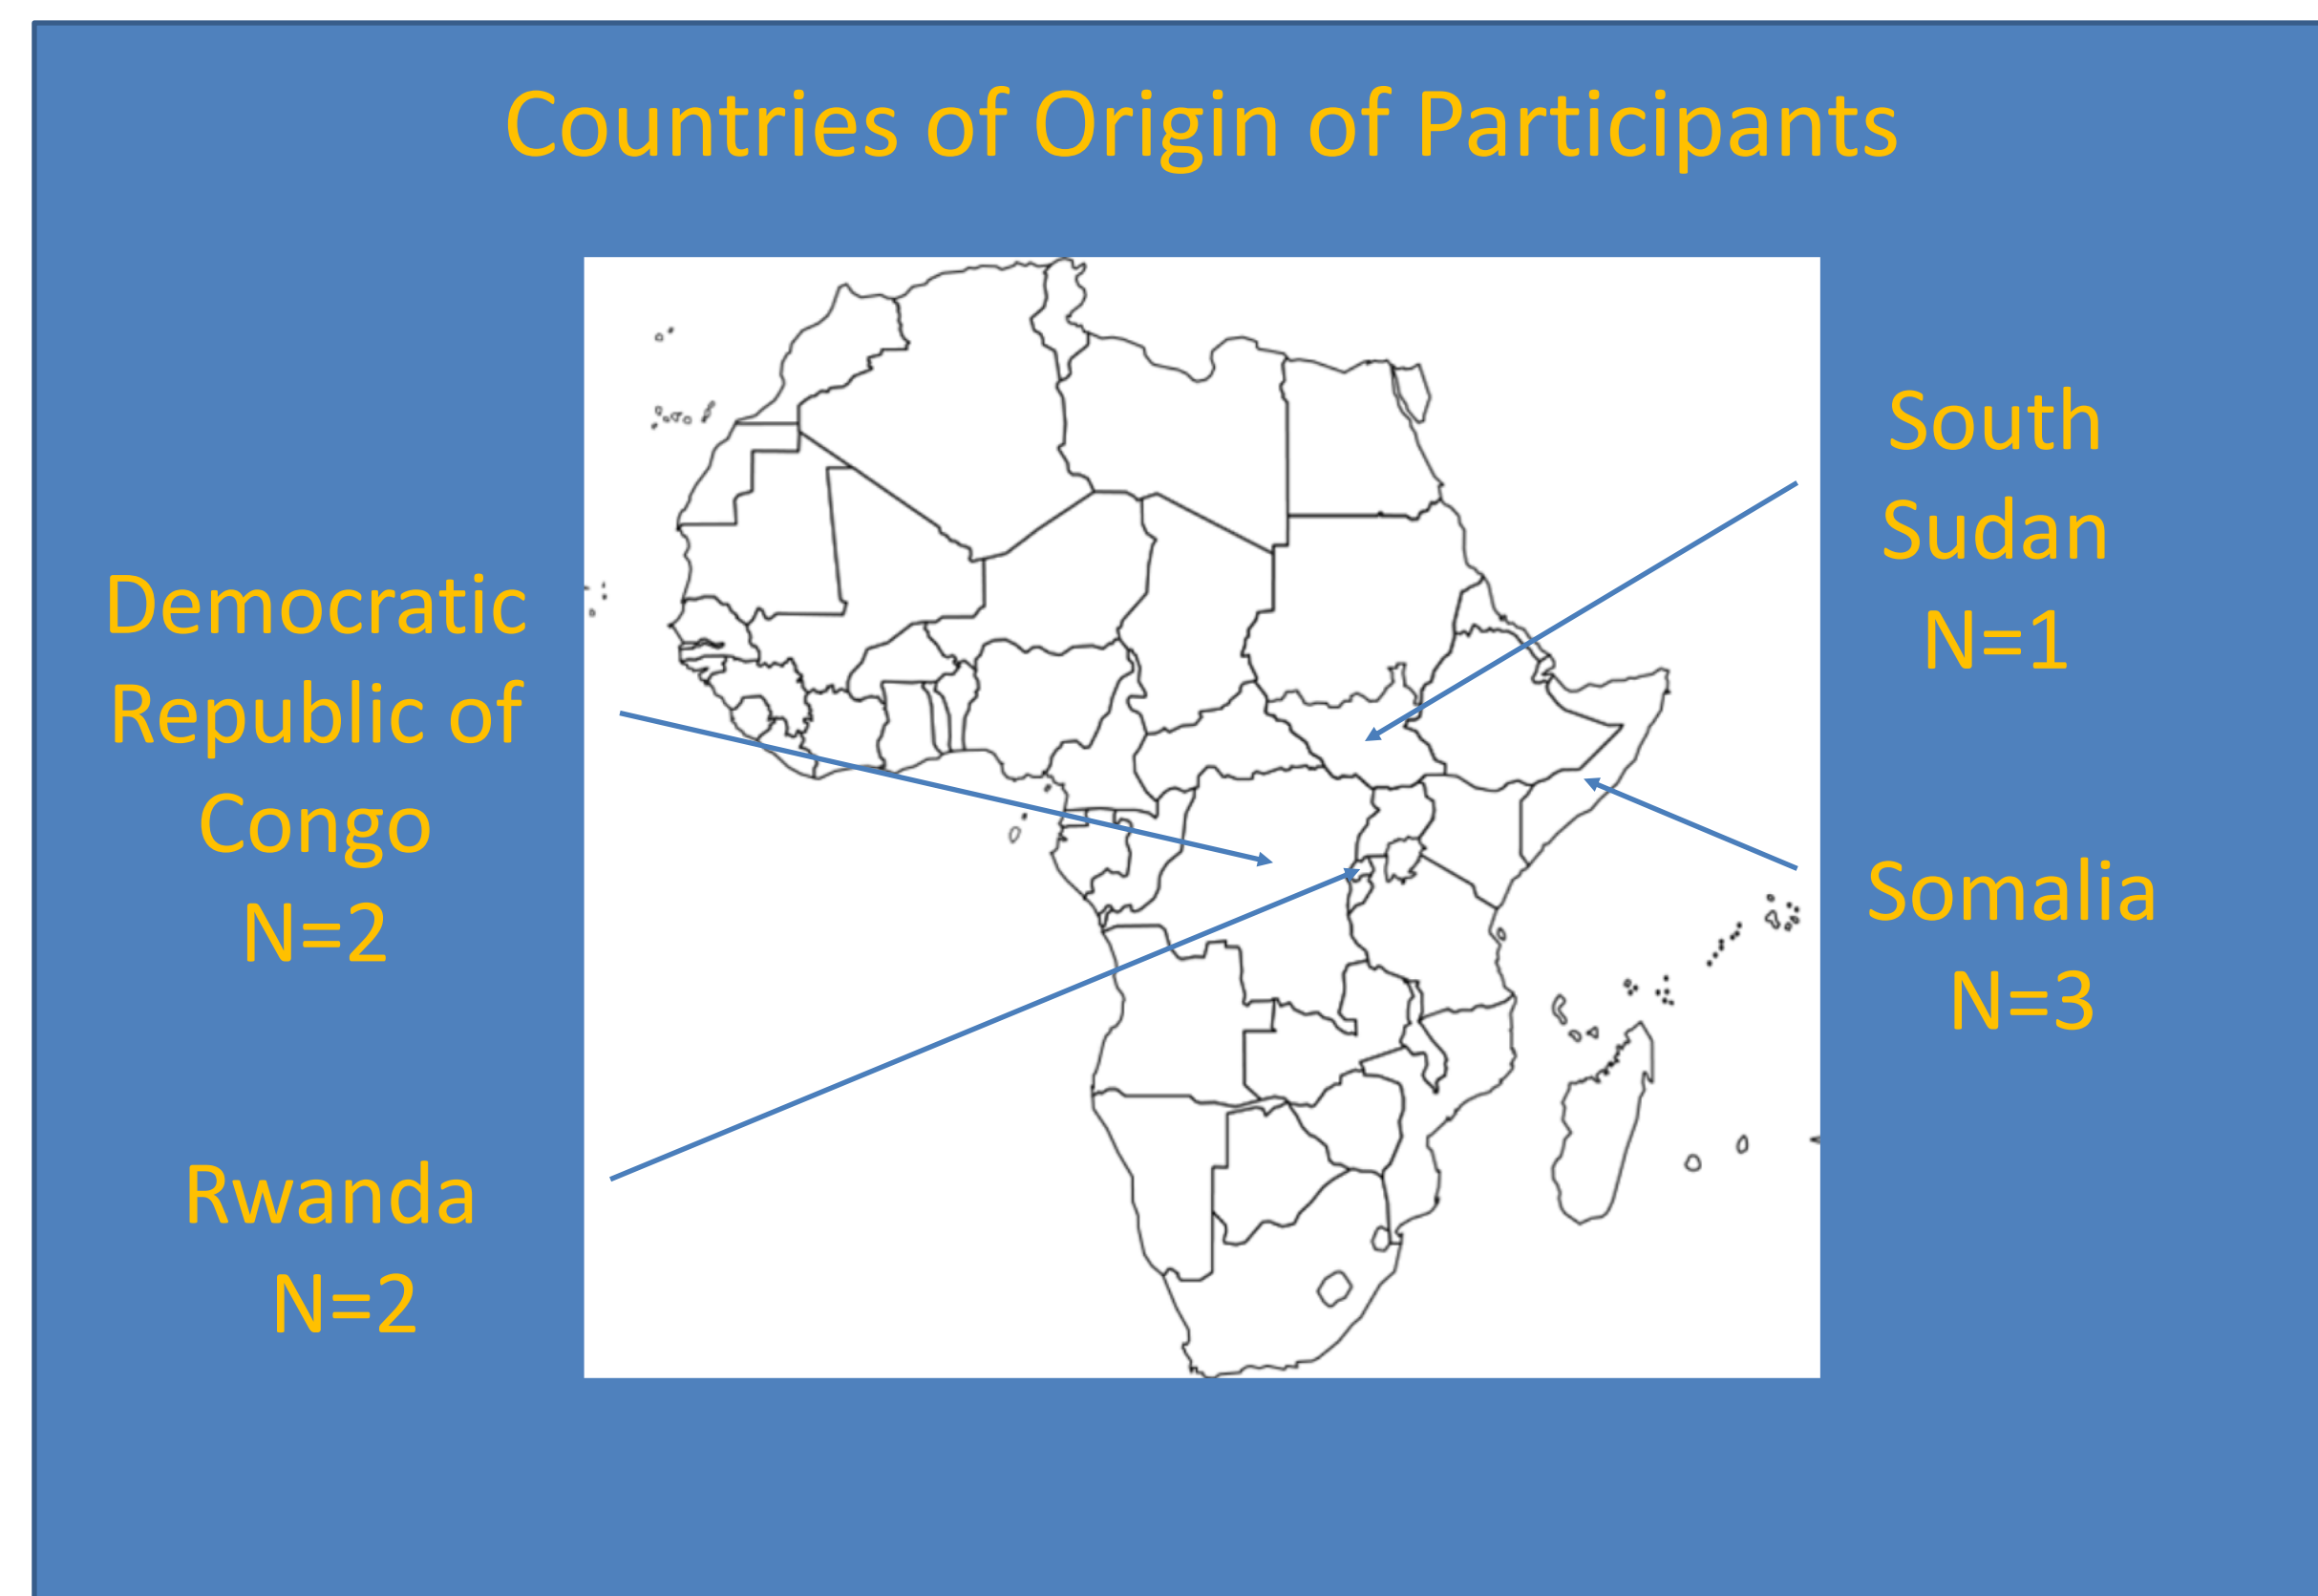 Countries of Origin of Participants
Democratic
Republic of
Congo
N=2
Rwanda
N=2
South
Sudan
N=1
Somalia
N=3